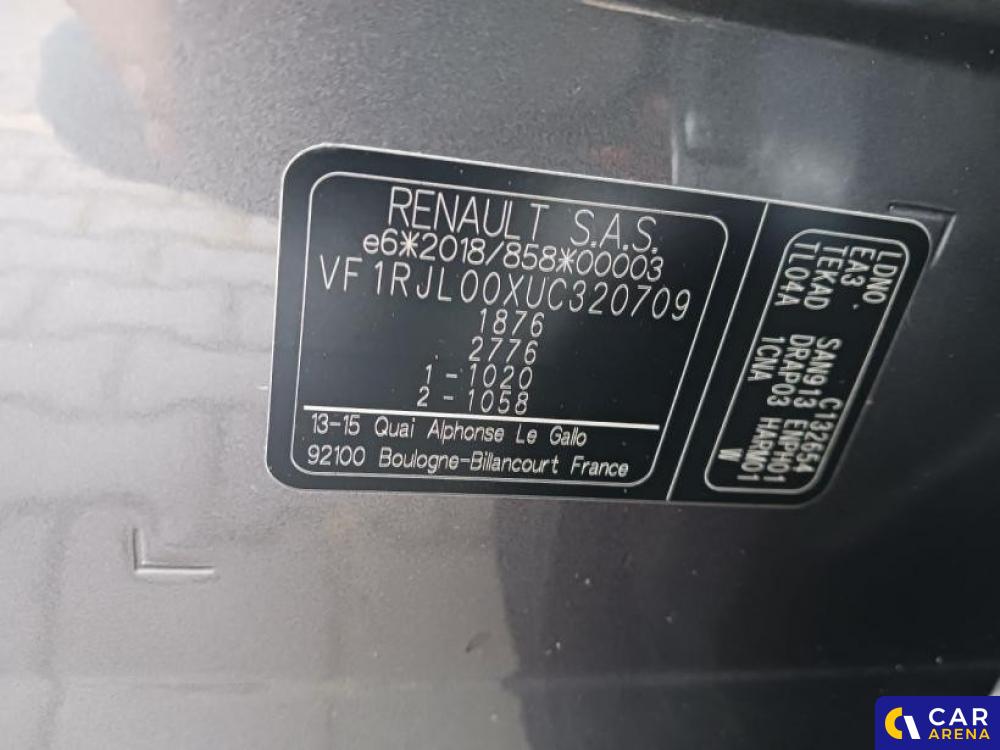 RENAULT S.A.S.
e6*2018/858*00003
VF1RJL00XUC320709
1876
2776
1 - 1020
2 - 1058
13-15 Quai Alphonse Le Gallo
92100 Boulogne-Billancourt France
LDNO C132654
EA3 SAN913 ENPH01
TEKAD DRAP03 HARM01
TL04A 1CNA W
CAR
ARENA